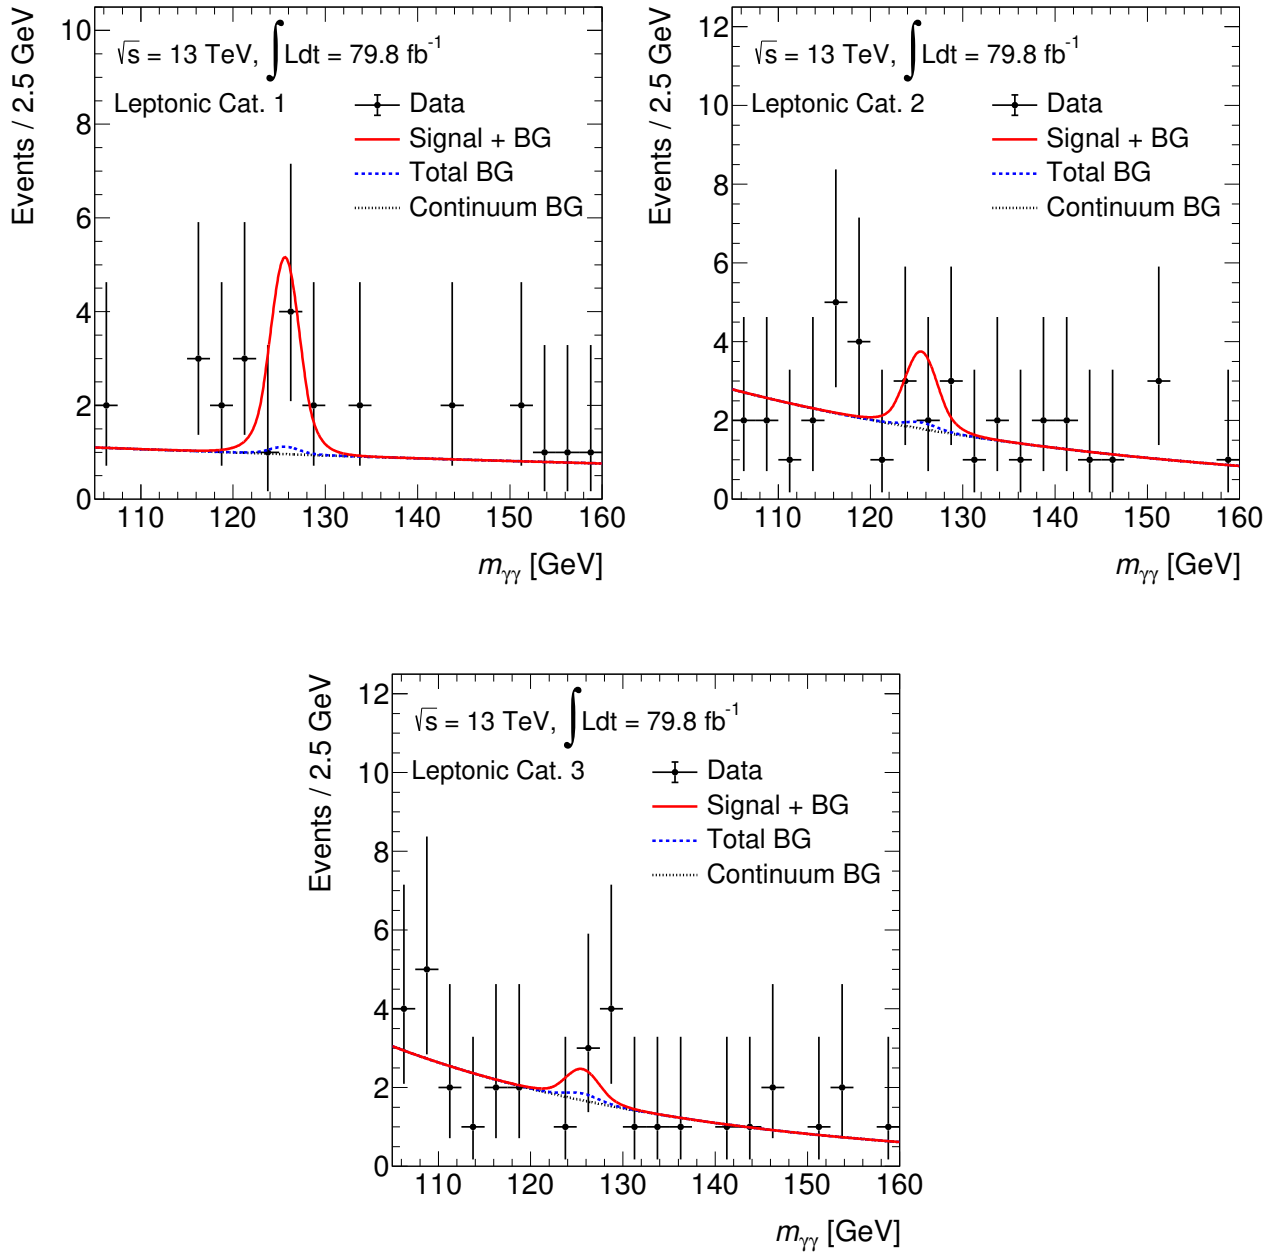 Events / 2.5 GeV
√s = 13 TeV, ∫Ldt = 79.8 fb⁻¹
Leptonic Cat. 1
Data
Signal + BG
Total BG
Continuum BG
10
8
6
4
2
0
110 120 130 140 150 160
mγγ [GeV]
Events / 2.5 GeV
√s = 13 TeV, ∫Ldt = 79.8 fb⁻¹
Leptonic Cat. 2
Data
Signal + BG
Total BG
Continuum BG
12
10
8
6
4
2
0
110 120 130 140 150 160
mγγ [GeV]
Events / 2.5 GeV
√s = 13 TeV, ∫Ldt = 79.8 fb⁻¹
Leptonic Cat. 3
Data
Signal + BG
Total BG
Continuum BG
12
10
8
6
4
2
0
110 120 130 140 150 160
mγγ [GeV]